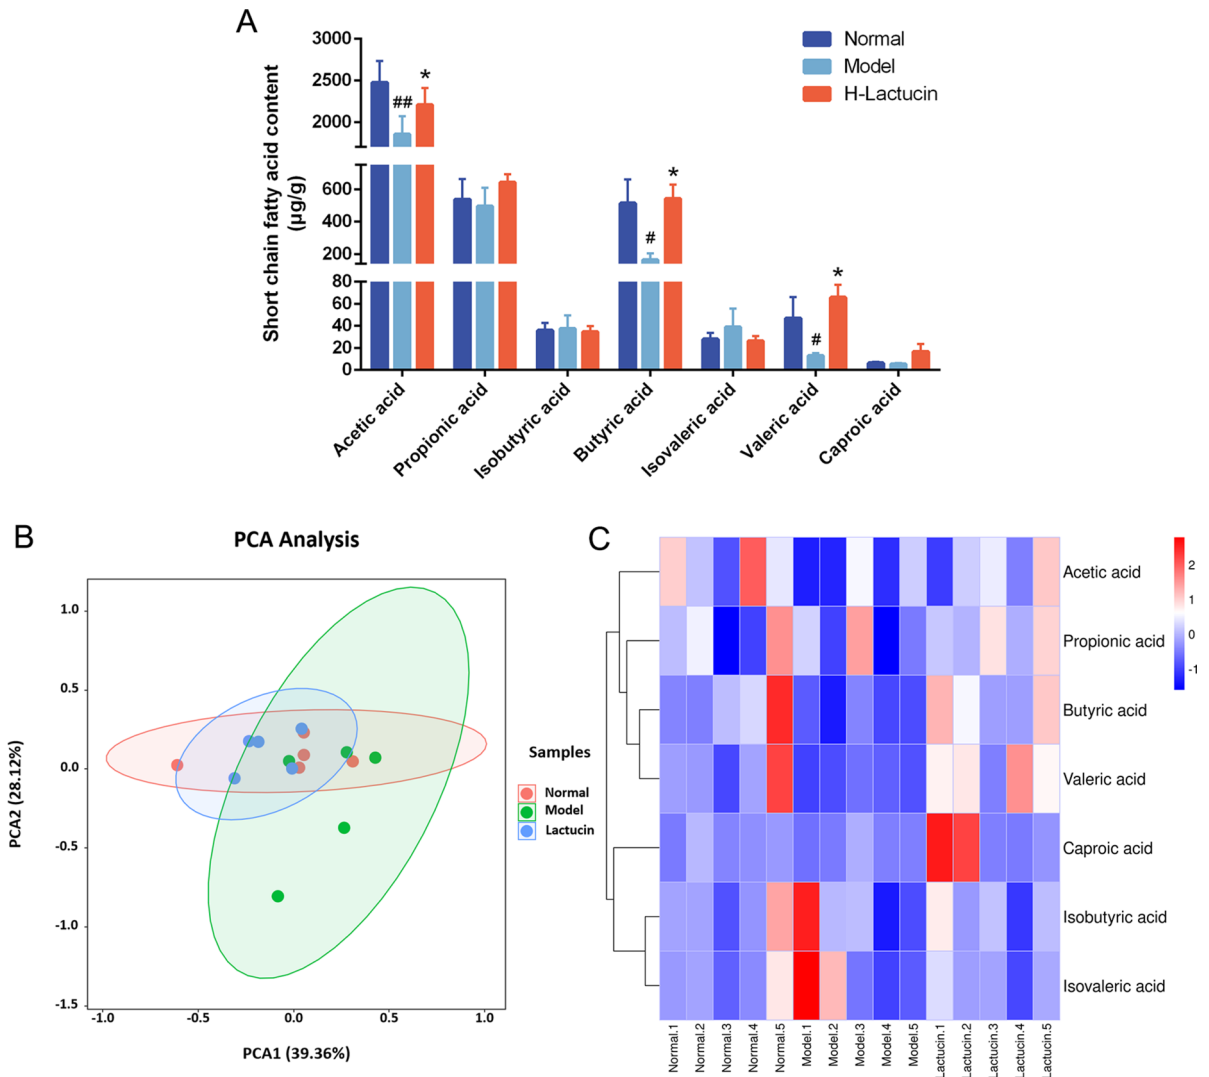 A
Short chain fatty acid content
(μg/g)
3000
2500
2000
600
400
200
80
60
40
20
0
##
*
#
*
#
*
Normal
Model
H-Lactucin
Acetic acid
Propionic acid
Isobutyric acid
Butyric acid
Isovaleric acid
Valeric acid
Caproic acid
B
PCA Analysis
PCA2 (28.12%)
1.0
0.5
0.0
-0.5
-1.0
-1.5
-1.0 -0.5 0.0 0.5 1.0
PCA1 (39.36%)
Samples
Normal
Model
Lactucin
C
Acetic acid
Propionic acid
Butyric acid
Valeric acid
Caproic acid
Isobutyric acid
Isovaleric acid
2
1
0
-1
Normal.1
Normal.2
Normal.3
Normal.4
Normal.5
Model.1
Model.2
Model.3
Model.4
Model.5
Lactucin.1
Lactucin.2
Lactucin.3
Lactucin.4
Lactucin.5